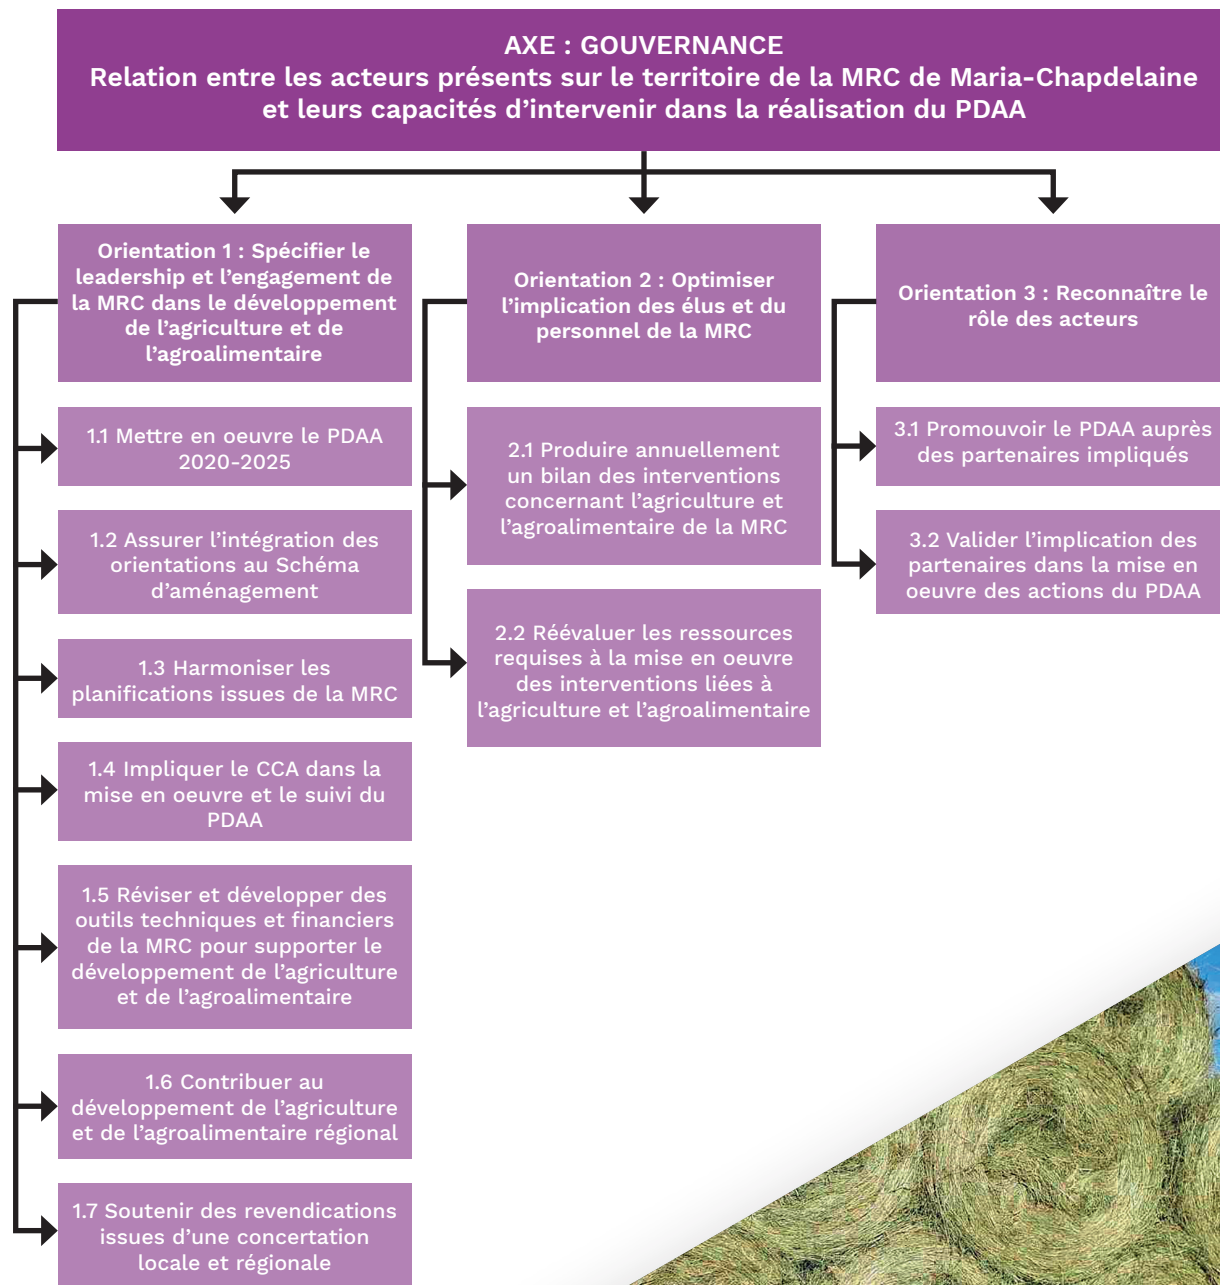 AXE : GOUVERNANCE
Relation entre les acteurs présents sur le territoire de la MRC de Maria-Chapdelaine
et leurs capacités d’intervenir dans la réalisation du PDAA
Orientation 1 : Spécifier le
leadership et l’engagement de
la MRC dans le développement
de l’agriculture et de
l’agroalimentaire
1.1 Mettre en oeuvre le PDAA
2020-2025
1.2 Assurer l’intégration des
orientations au Schéma
d’aménagement
1.3 Harmoniser les
planifications issues de la MRC
1.4 Impliquer le CCA dans la
mise en oeuvre et le suivi du
PDAA
1.5 Réviser et développer des
outils techniques et financiers
de la MRC pour supporter le
développement de l’agriculture
et de l’agroalimentaire
1.6 Contribuer au
développement de l’agriculture
et de l’agroalimentaire régional
1.7 Soutenir des revendications
issues d’une concertation
locale et régionale
Orientation 2 : Optimiser
l’implication des élus et du
personnel de la MRC
2.1 Produire annuellement
un bilan des interventions
concernant l’agriculture et
l’agroalimentaire de la MRC
2.2 Réévaluer les ressources
requises à la mise en oeuvre
des interventions liées à
l’agriculture et l’agroalimentaire
Orientation 3 : Reconnaître le
rôle des acteurs
3.1 Promouvoir le PDAA auprès
des partenaires impliqués
3.2 Valider l’implication des
partenaires dans la mise en
oeuvre des actions du PDAA